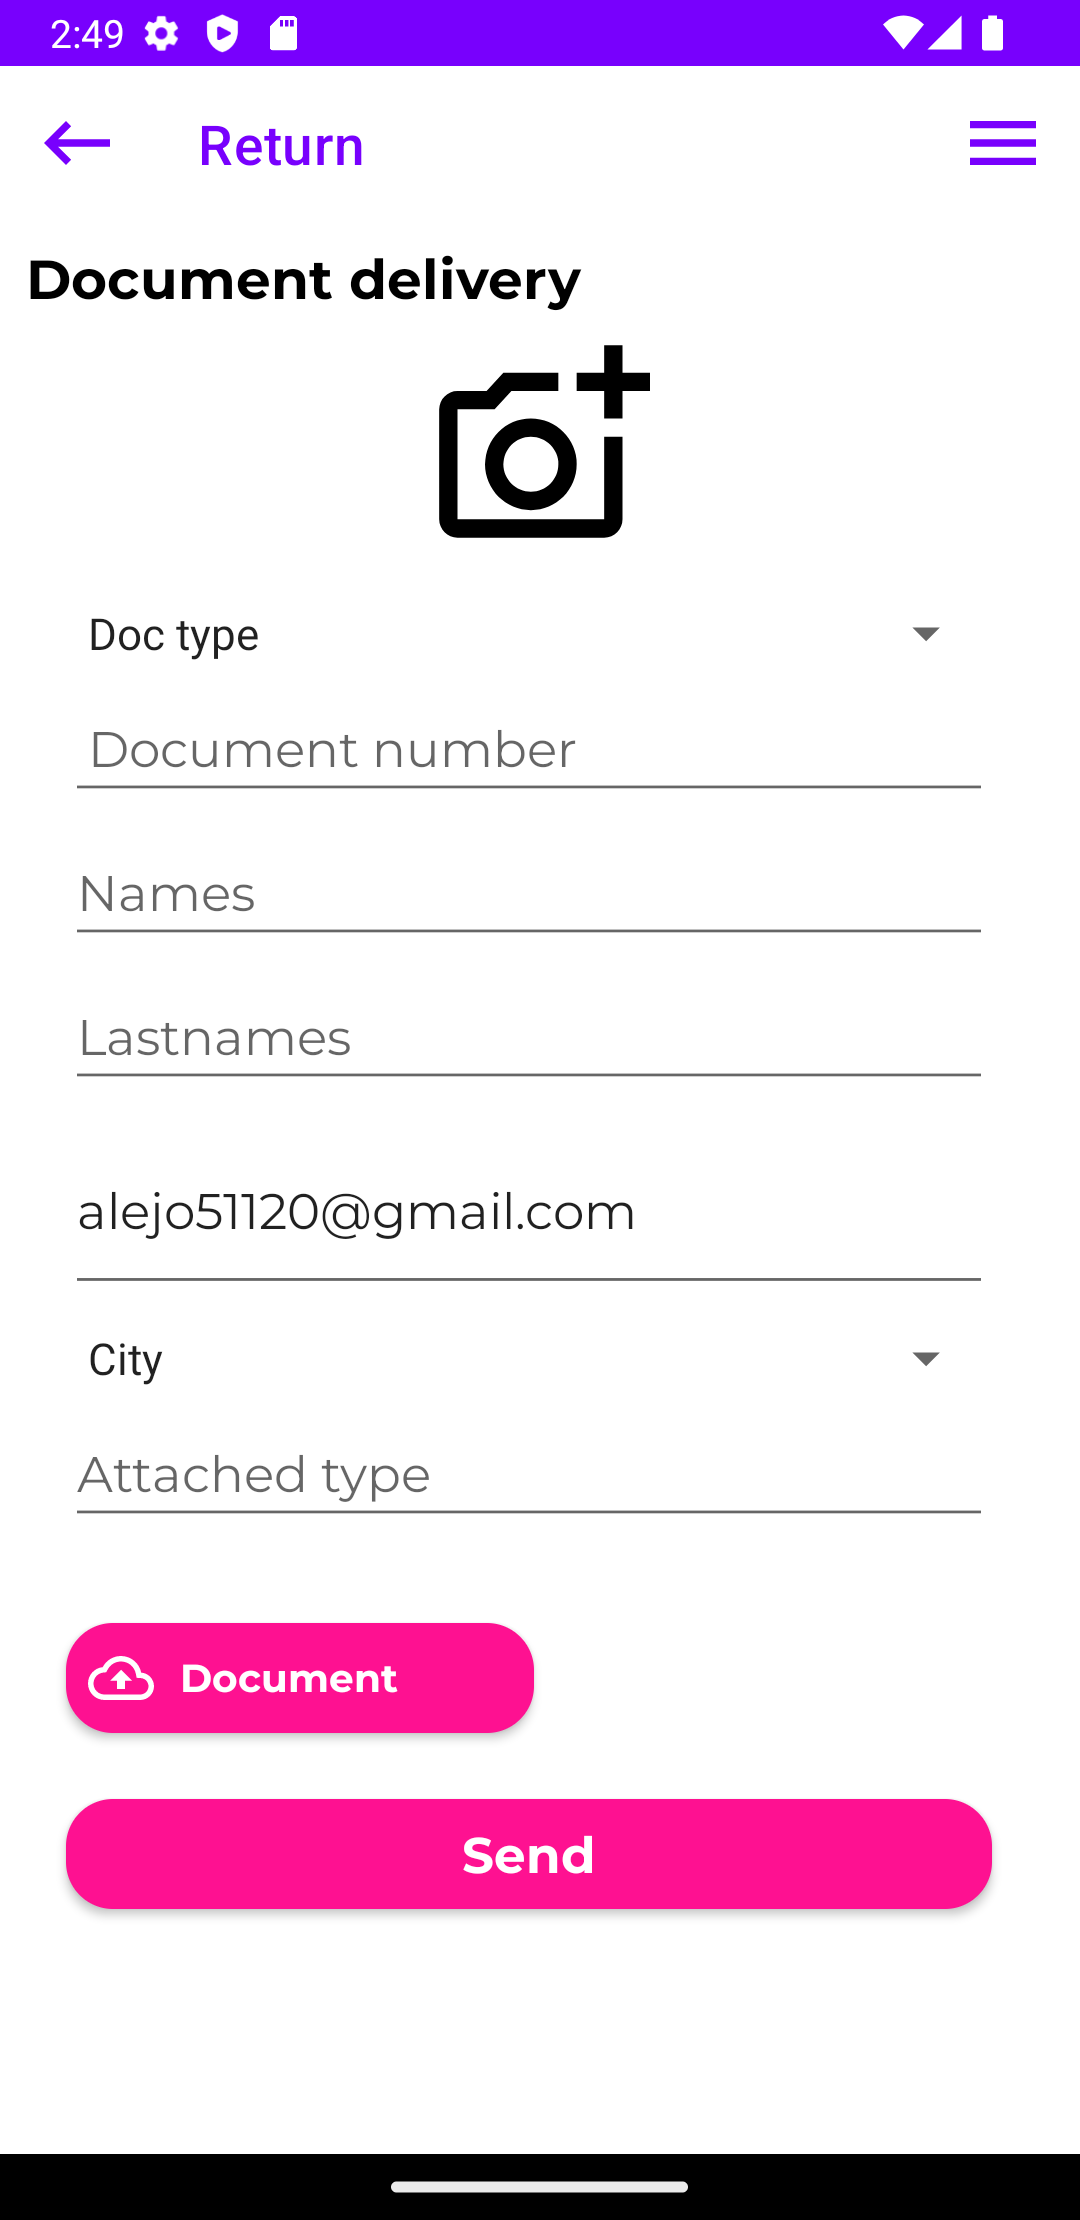 2:49
Return
Document delivery
Doc type
Document number
Names
Lastnames
alejo51120@gmail.com
City
Attached type
Document
Send